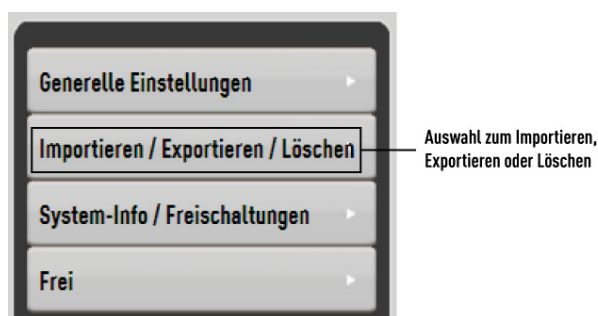 Generelle Einstellungen
Importieren / Exportieren / Löschen
Auswahl zum Importieren,
Exportieren oder Löschen
System-Info / Freischaltungen
Frei